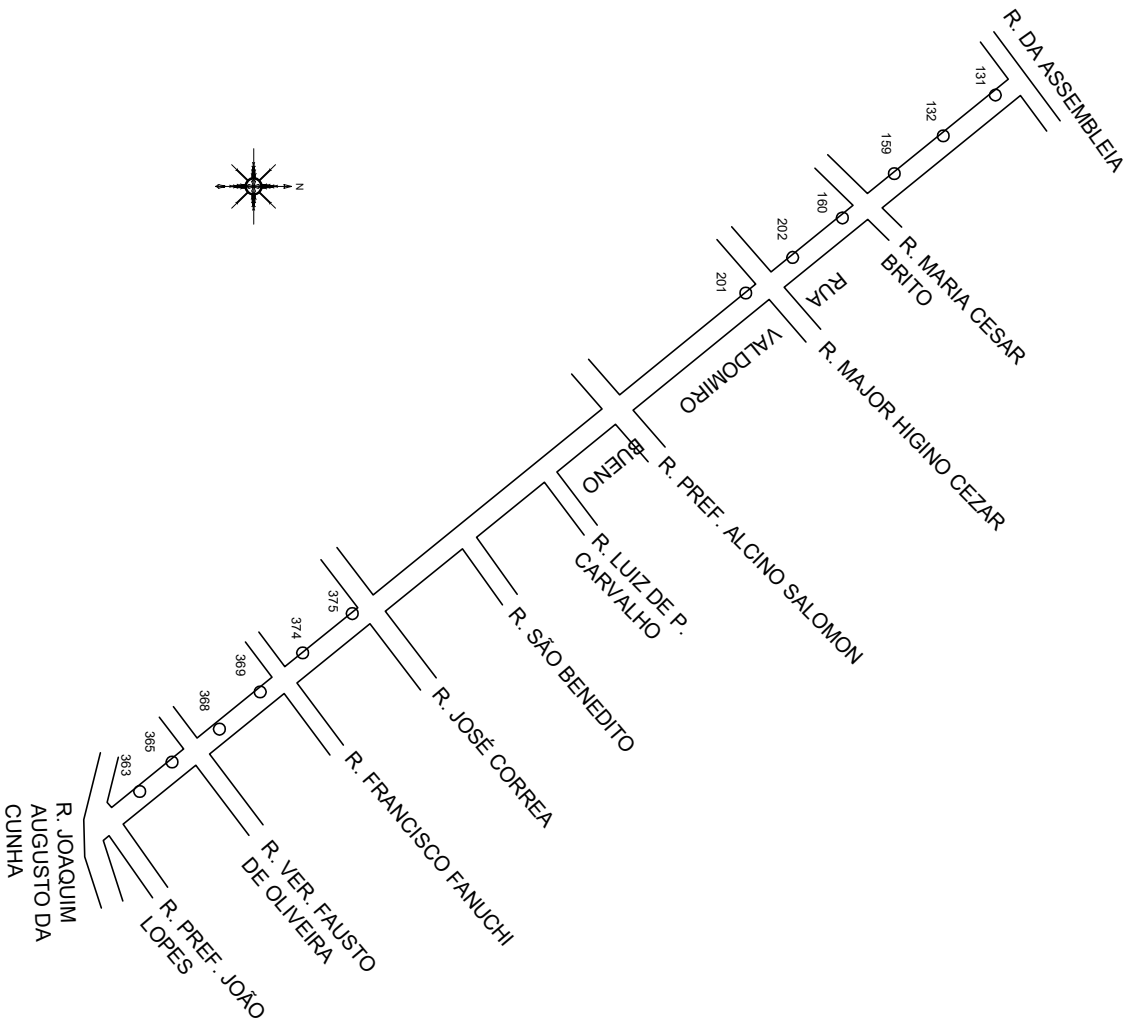 R. DA ASSEMBLEIA
131
132
159
160
202
201
R. MARIA CESAR
BRITO
RUA
VALDOMIRO
BUENO
R. MAJOR HIGINO CEZAR
R. PREF. ALCINO SALOMON
R. LUIZ DE P.
CARVALHO
R. SÃO BENEDITO
R. JOSÉ CORREA
R. FRANCISCO FANUCHI
R. VER. FAUSTO
DE OLIVEIRA
R. PREF. JOÃO
LOPES
R. JOAQUIM
AUGUSTO DA
CUNHA
375
374
369
368
365
363
N